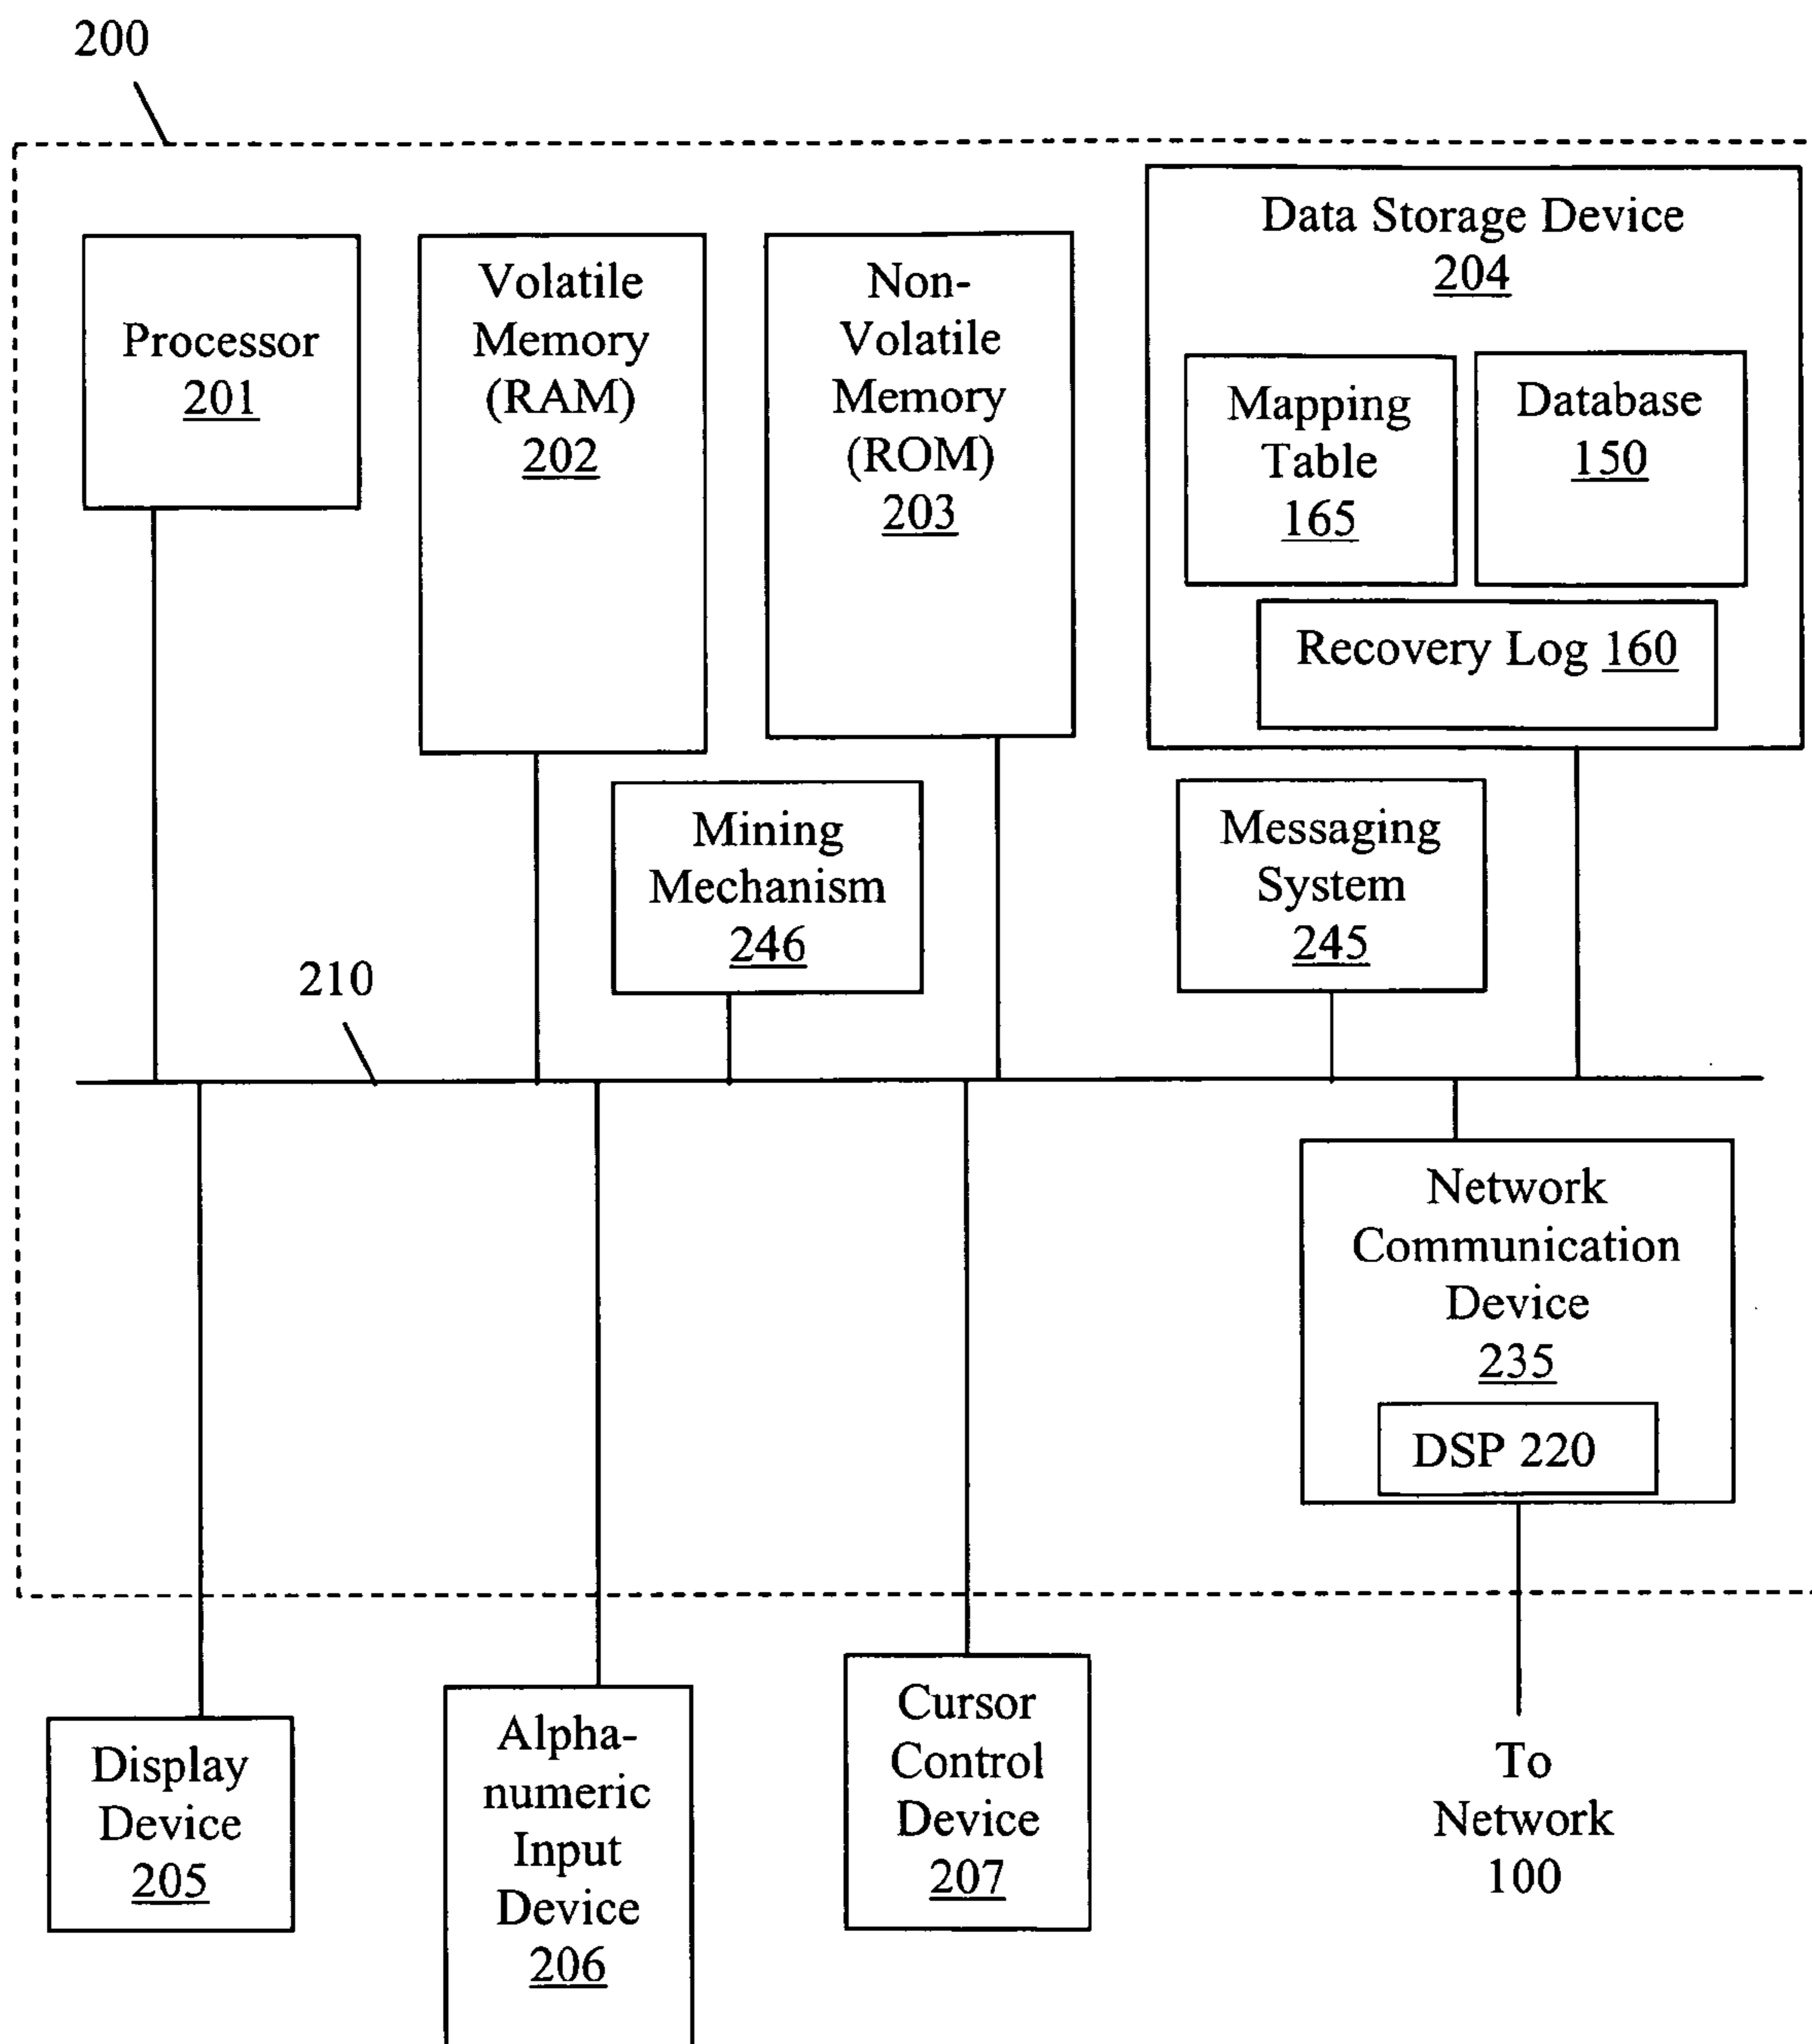 200
Processor
201
Volatile
Memory
(RAM)
202
Non-
Volatile
Memory
(ROM)
203
Data Storage Device
204
Mapping
Table
165
Database
150
Recovery Log 160
Mining
Mechanism
246
Messaging
System
245
210
Network
Communication
Device
235
DSP 220
Display
Device
205
Alpha-
numeric
Input
Device
206
Cursor
Control
Device
207
To
Network
100